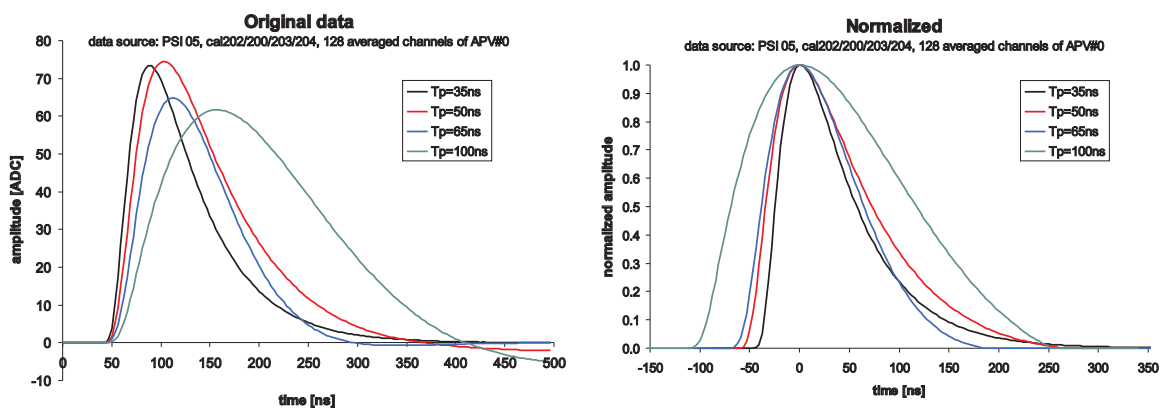 Original data
data source: PSI 05, cal202/200/203/204, 128 averaged channels of APV#0
80
70
60
50
40
30
20
10
0
-10
amplitude [ADC]
Tp=35ns
Tp=50ns
Tp=65ns
Tp=100ns
0 50 100 150 200 250 300 350 400 450 500
time [ns]
Normalized
data source: PSI 05, cal202/200/203/204, 128 averaged channels of APV#0
1.0
0.9
0.8
0.7
0.6
0.5
0.4
0.3
0.2
0.1
0.0
normalized amplitude
Tp=35ns
Tp=50ns
Tp=65ns
Tp=100ns
-150 -100 -50 0 50 100 150 200 250 300 350
time [ns]